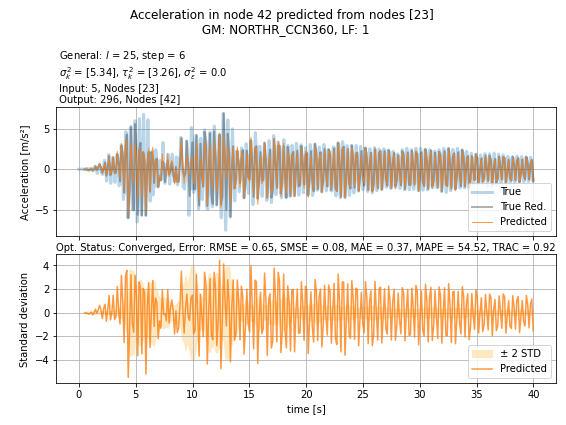 Acceleration in node 42 predicted from nodes [23]
GM: NORTHR_CCN360, LF: 1
General: l = 25, step = 6
σ²ₖ = [5.34], τ²ₖ = [3.26], σ²ᵋ = 0.0
Input: 5, Nodes [23]
Output: 296, Nodes [42]
Acceleration [m/s²]
5
0
−5
True
True Red.
Predicted
Opt. Status: Converged, Error: RMSE = 0.65, SMSE = 0.08, MAE = 0.37, MAPE = 54.52, TRAC = 0.92
Standard deviation
4
2
0
−2
−4
± 2 STD
Predicted
0 5 10 15 20 25 30 35 40
time [s]